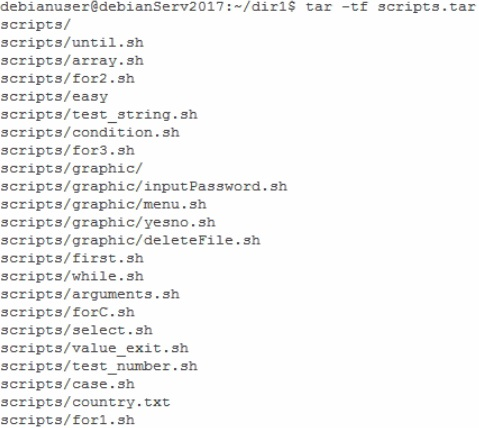 debianuser@debianServ2017:~/dir1$ tar -tf scripts.tar
scripts/
scripts/until.sh
scripts/array.sh
scripts/for2.sh
scripts/easy
scripts/test_string.sh
scripts/condition.sh
scripts/for3.sh
scripts/graphic/
scripts/graphic/inputPassword.sh
scripts/graphic/menu.sh
scripts/graphic/yesno.sh
scripts/graphic/deleteFile.sh
scripts/first.sh
scripts/while.sh
scripts/arguments.sh
scripts/forC.sh
scripts/select.sh
scripts/value_exit.sh
scripts/test_number.sh
scripts/case.sh
scripts/country.txt
scripts/for1.sh